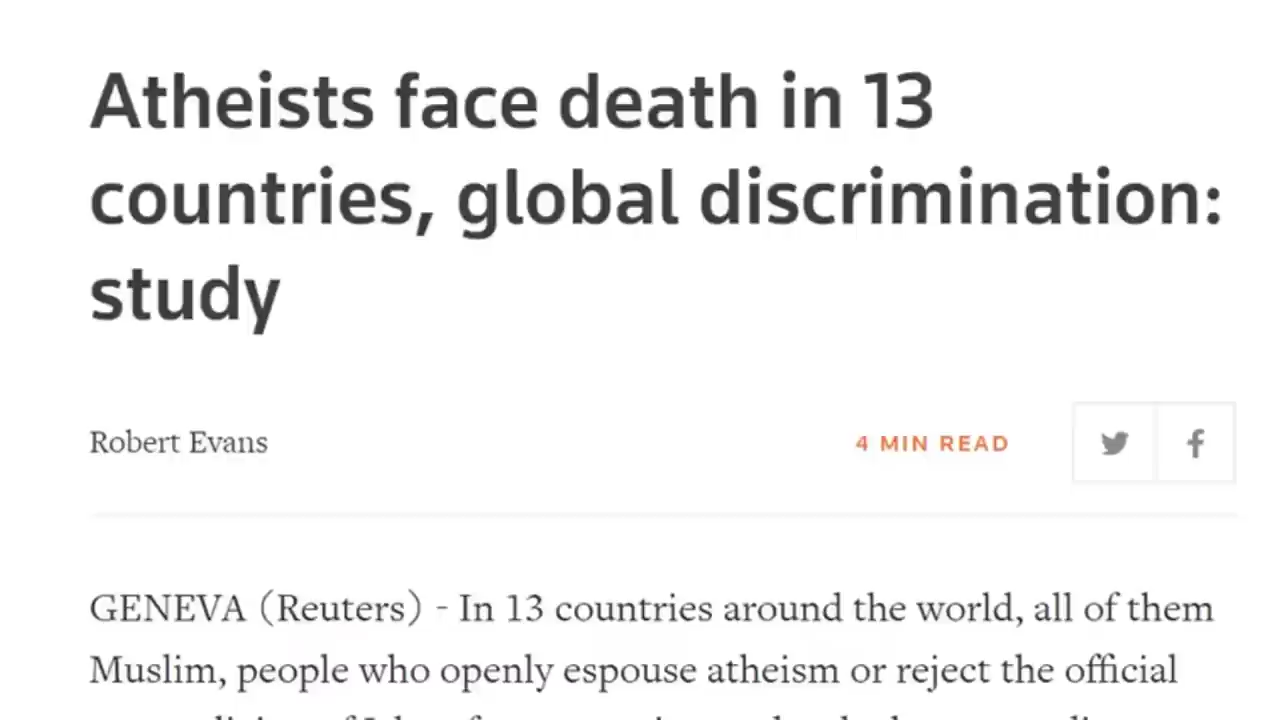 Atheists face death in 13
countries, global discrimination:
study
Robert Evans
4 MIN READ
GENEVA (Reuters) - In 13 countries around the world, all of them
Muslim, people who openly espouse atheism or reject the official